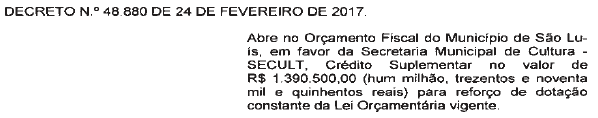 DECRETO N.º 48.880 DE 24 DE FEVEREIRO DE 2017.
Abre no Orçamento Fiscal do Município de São Lu-
ís, em favor da Secretaria Municipal de Cultura -
SECULT, Crédito Suplementar no valor de
R$ 1.390.500,00 (hum milhão, trezentos e noventa
mil e quinhentos reais) para reforço de dotação
constante da Lei Orçamentária vigente.